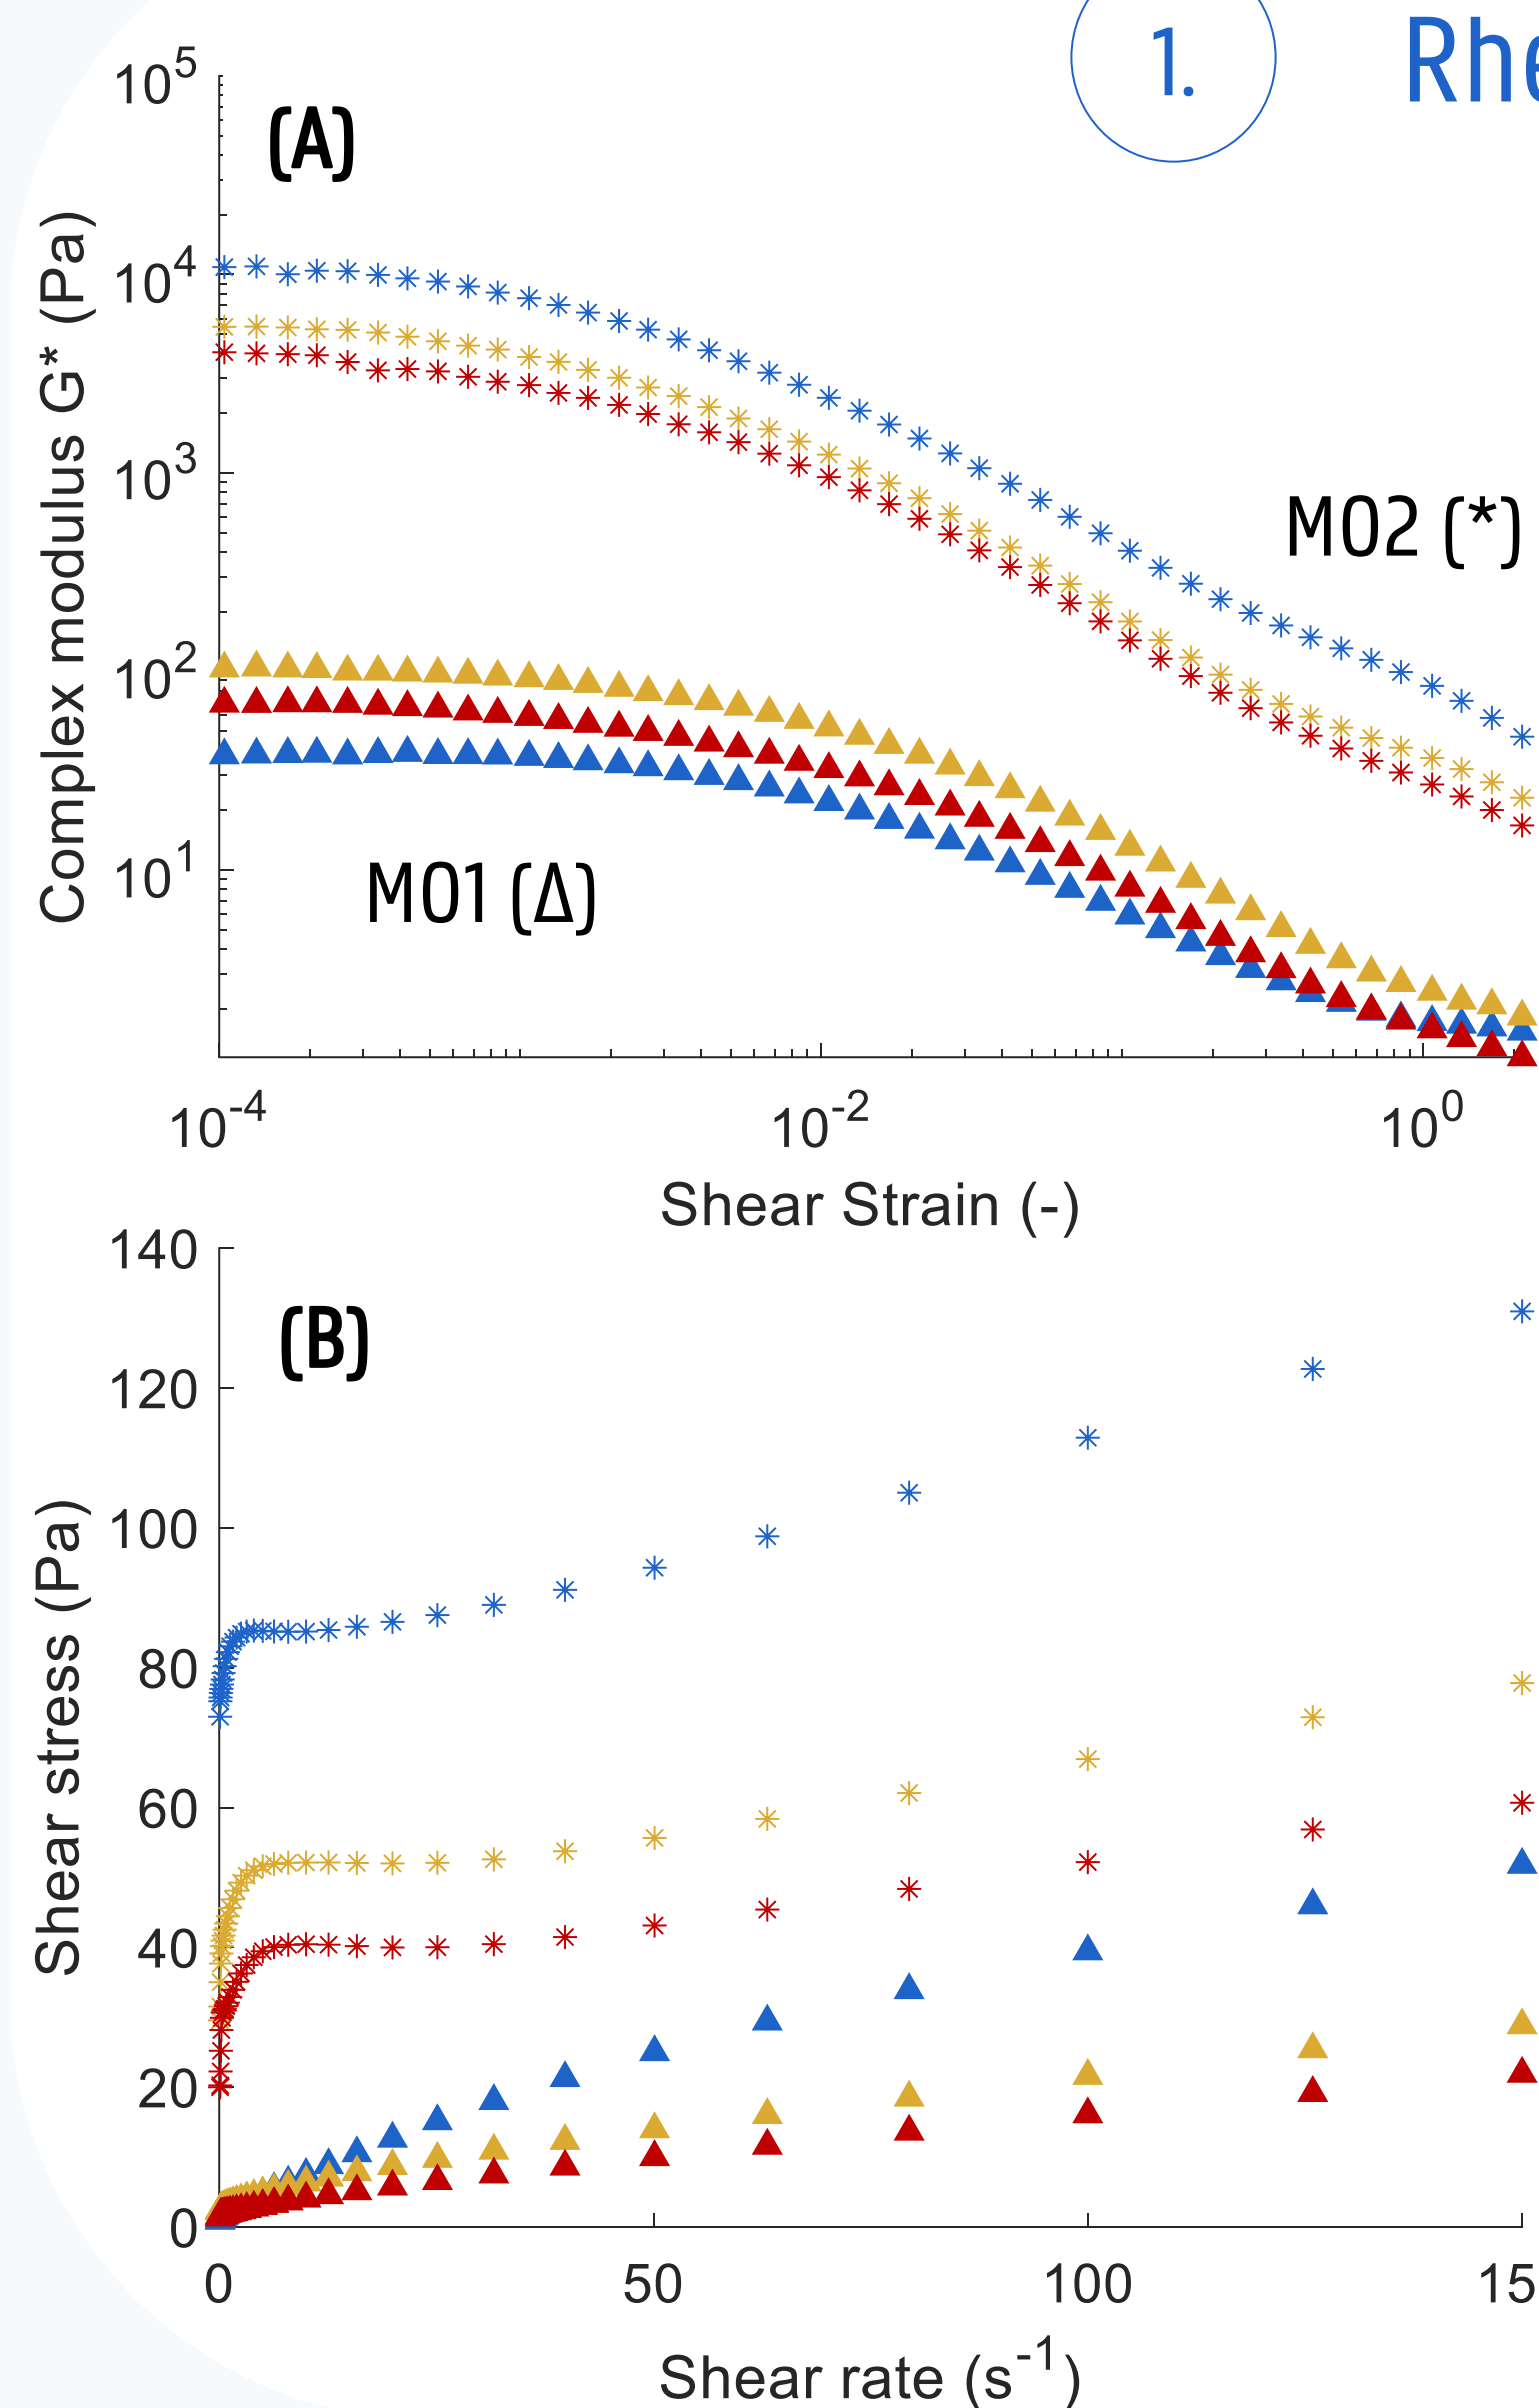 1.
Rhe
(A)
10^5
10^4
10^3
10^2
10^1
Complex modulus G* (Pa)
MO2 (*)
MO1 (Δ)
10^-4 10^-2 10^0
Shear Strain (-)
(B)
140
120
100
80
60
40
20
0
Shear stress (Pa)
0 50 100 15
Shear rate (s^-1)